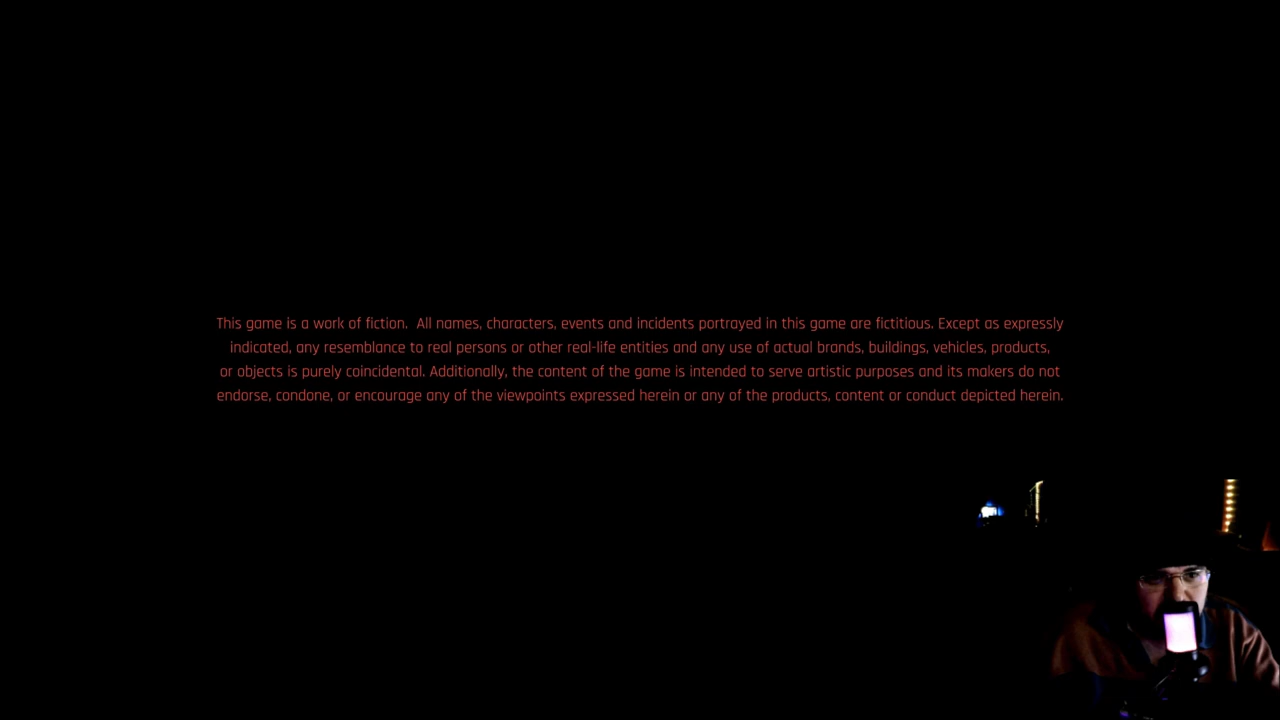 This game is a work of fiction.  All names, characters, events and incidents portrayed in this game are fictitious. Except as expressly
indicated, any resemblance to real persons or other real-life entities and any use of actual brands, buildings, vehicles, products,
or objects is purely coincidental. Additionally, the content of the game is intended to serve artistic purposes and its makers do not
endorse, condone, or encourage any of the viewpoints expressed herein or any of the products, content or conduct depicted herein.